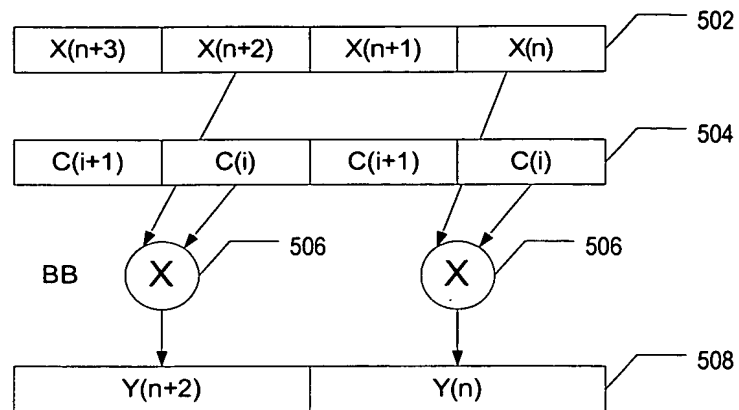 502
X(n+3) X(n+2) X(n+1) X(n)
504
C(i+1) C(i) C(i+1) C(i)
506 506
BB X X
508
Y(n+2) Y(n)